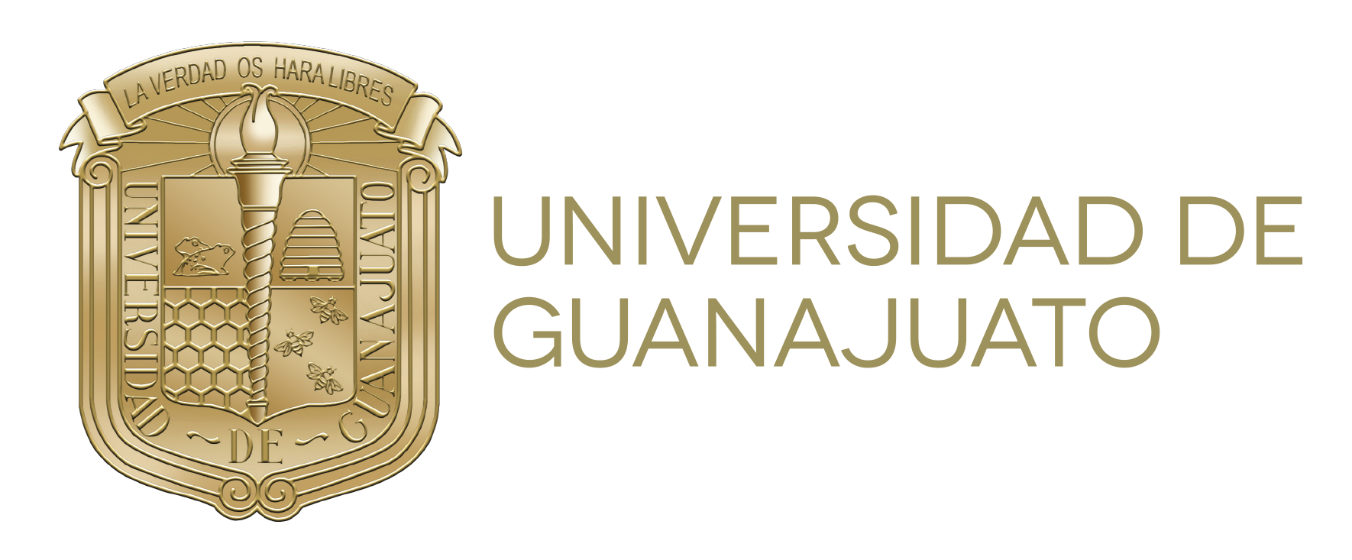 LA VERDAD OS HARA LIBRES
UNIVERSIDAD
~DE~
GUANAJUATO
UNIVERSIDAD DE
GUANAJUATO